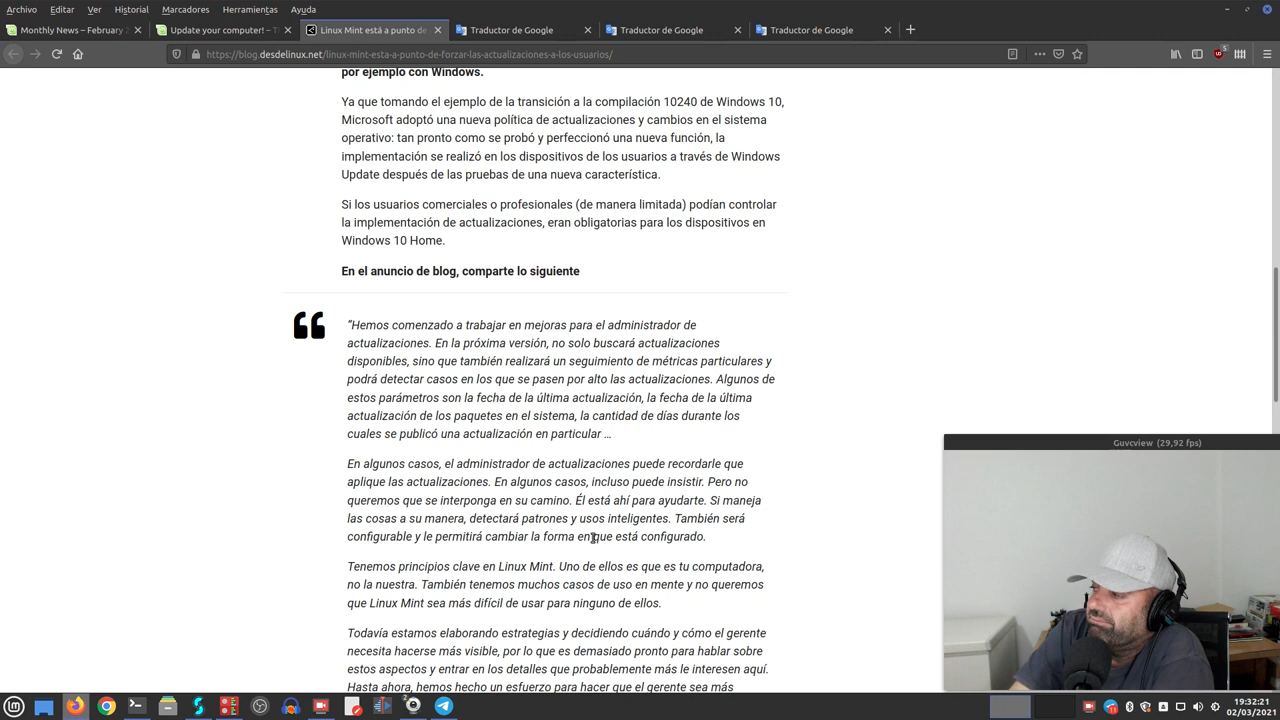 Archivo Editar Ver Historial Marcadores Herramientas Ayuda
Monthly News – February 2
Update your computer! – Th
Linux Mint está a punto de
Traductor de Google
Traductor de Google
Traductor de Google
https://blog.desdelinux.net/linux-mint-esta-a-punto-de-forzar-las-actualizaciones-a-los-usuarios/
5
por ejemplo con Windows.
Ya que tomando el ejemplo de la transición a la compilación 10240 de Windows 10,
Microsoft adoptó una nueva política de actualizaciones y cambios en el sistema
operativo: tan pronto como se probó y perfeccionó una nueva función, la
implementación se realizó en los dispositivos de los usuarios a través de Windows
Update después de las pruebas de una nueva característica.
Si los usuarios comerciales o profesionales (de manera limitada) podían controlar
la implementación de actualizaciones, eran obligatorias para los dispositivos en
Windows 10 Home.
En el anuncio de blog, comparte lo siguiente
“Hemos comenzado a trabajar en mejoras para el administrador de
actualizaciones. En la próxima versión, no solo buscará actualizaciones
disponibles, sino que también realizará un seguimiento de métricas particulares y
podrá detectar casos en los que se pasen por alto las actualizaciones. Algunos de
estos parámetros son la fecha de la última actualización, la fecha de la última
actualización de los paquetes en el sistema, la cantidad de días durante los
cuales se publicó una actualización en particular …
En algunos casos, el administrador de actualizaciones puede recordarle que
aplique las actualizaciones. En algunos casos, incluso puede insistir. Pero no
queremos que se interponga en su camino. Él está ahí para ayudarte. Si maneja
las cosas a su manera, detectará patrones y usos inteligentes. También será
configurable y le permitirá cambiar la forma en que está configurado.
Tenemos principios clave en Linux Mint. Uno de ellos es que es tu computadora,
no la nuestra. También tenemos muchos casos de uso en mente y no queremos
que Linux Mint sea más difícil de usar para ninguno de ellos.
Todavía estamos elaborando estrategias y decidiendo cuándo y cómo el gerente
necesita hacerse más visible, por lo que es demasiado pronto para hablar sobre
estos aspectos y entrar en los detalles que probablemente más le interesen aquí.
Hasta ahora, hemos hecho un esfuerzo para hacer que el gerente sea más
Guvcview (29,92 fps)
19:32:21
02/03/2021